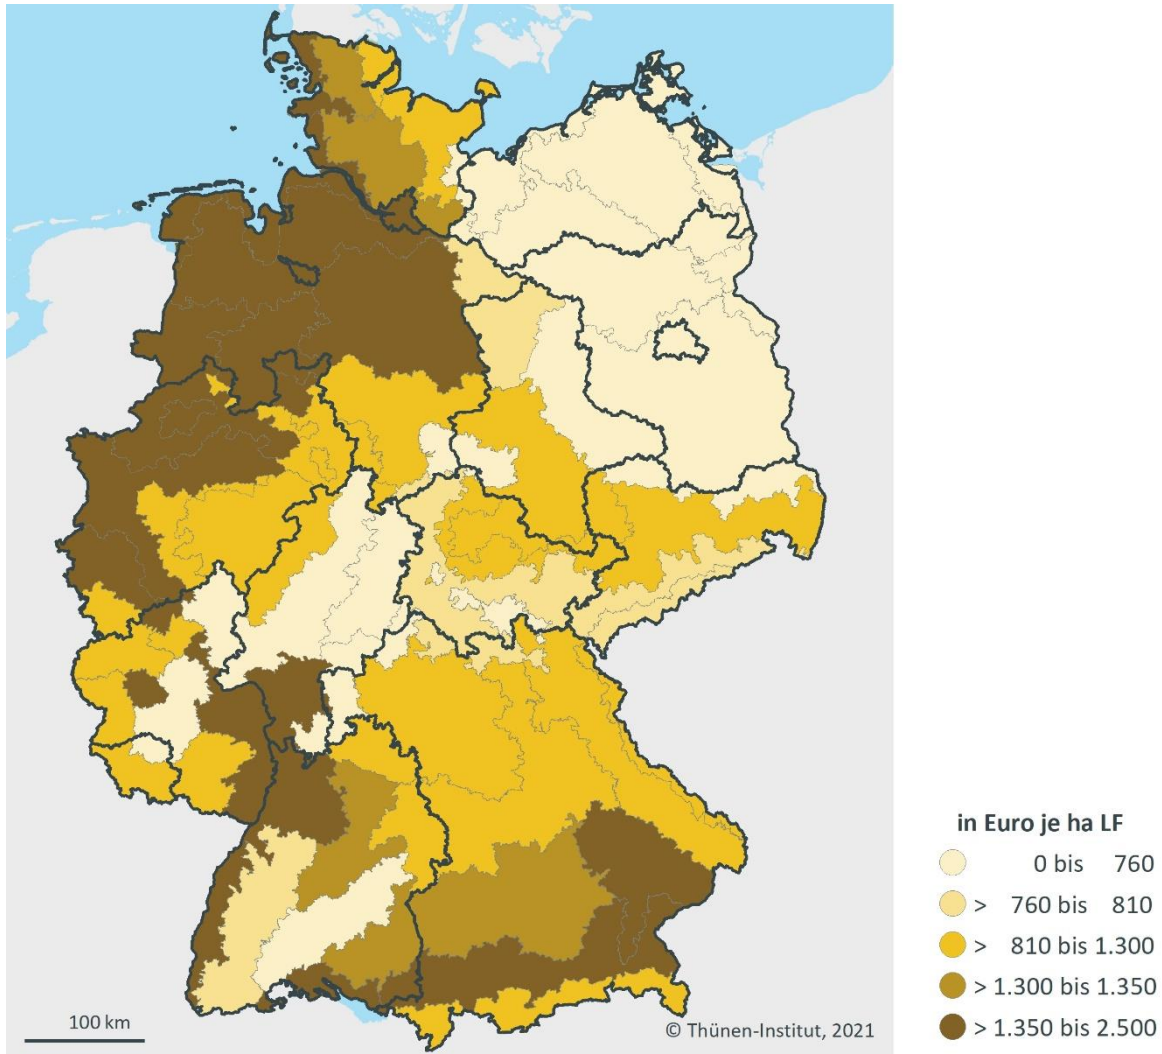 in Euro je ha LF
0 bis 760
> 760 bis 810
> 810 bis 1.300
> 1.300 bis 1.350
> 1.350 bis 2.500
100 km
© Thünen-Institut, 2021